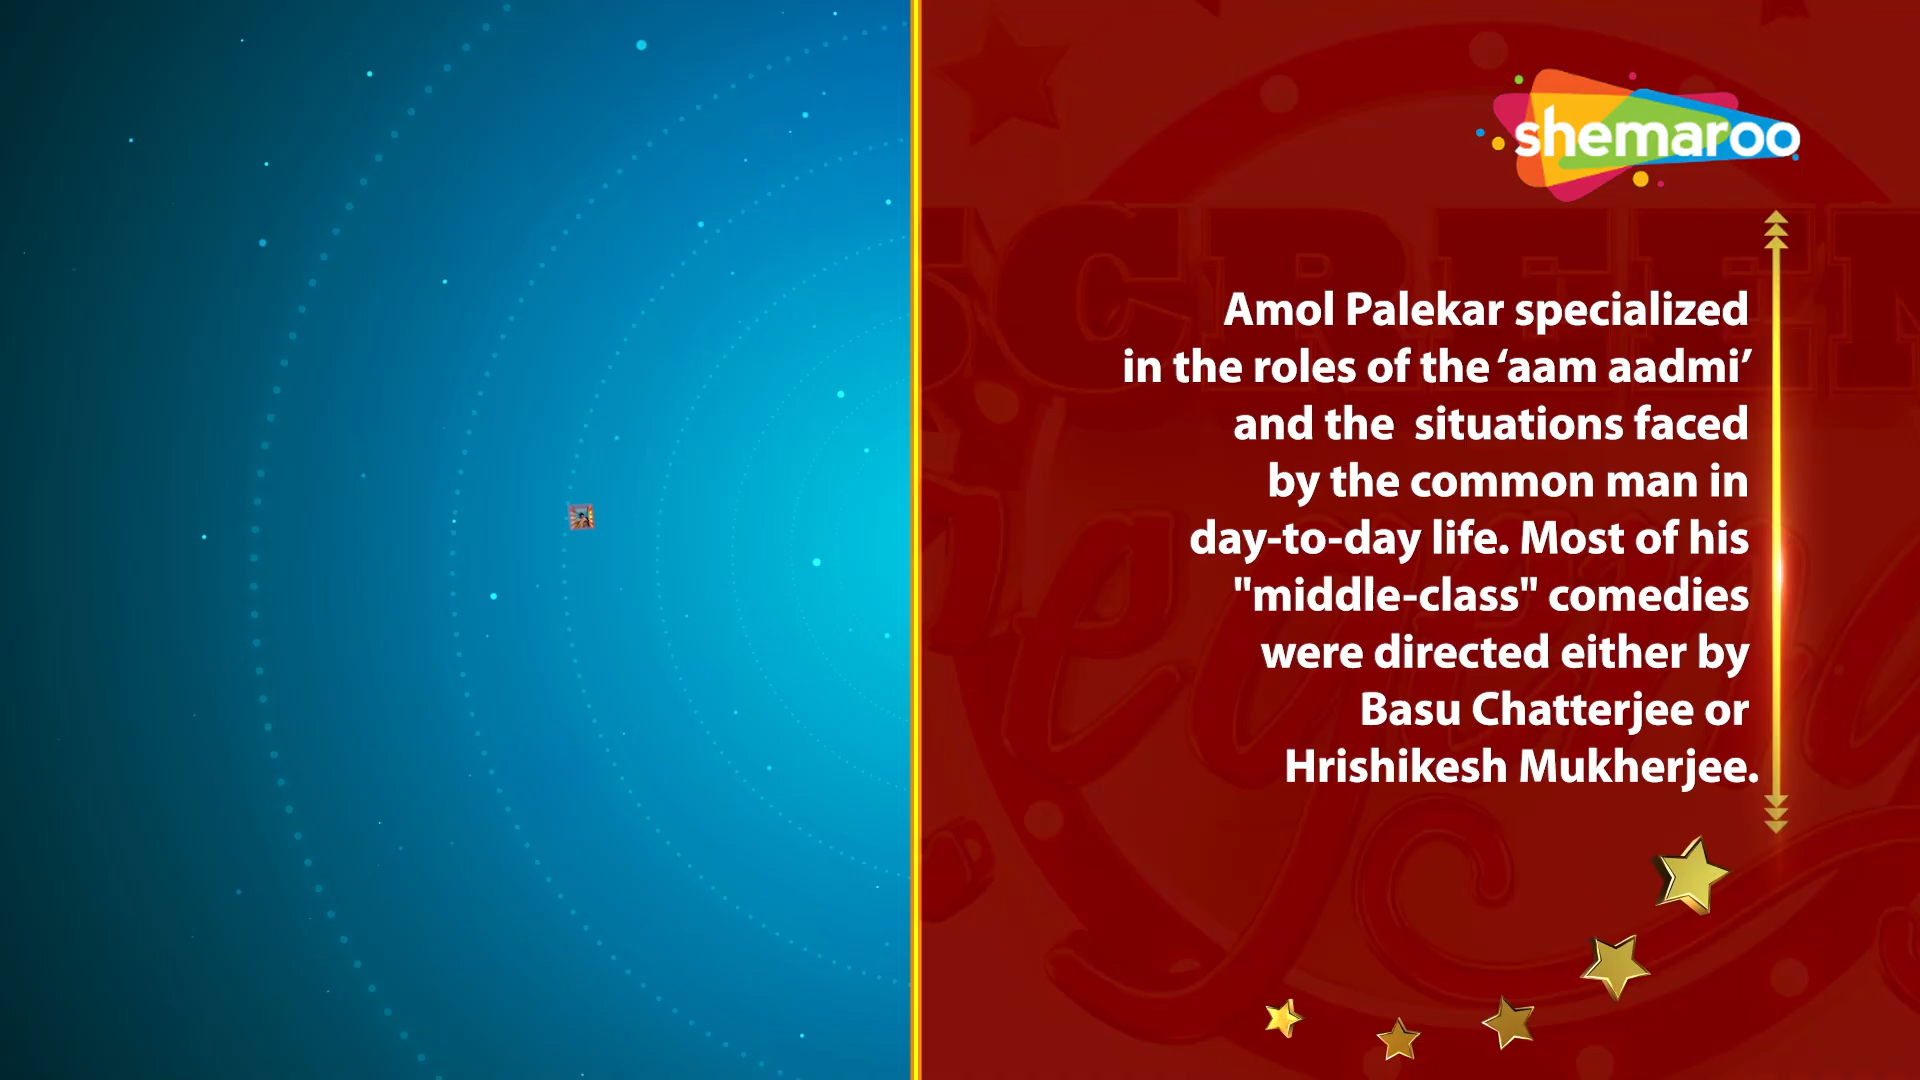 shemaroo
Amol Palekar specialized
in the roles of the ‘aam aadmi’
and the  situations faced
by the common man in
day-to-day life. Most of his
"middle-class" comedies
were directed either by
Basu Chatterjee or
Hrishikesh Mukherjee.
SCREEN